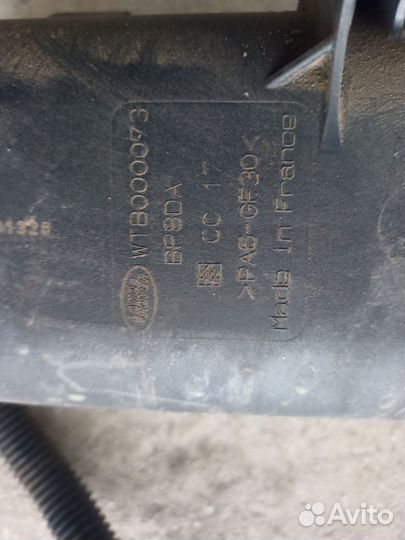 WTB000073
BP8DA
CC 17
>PA6-GF30<
Made in France
Avito